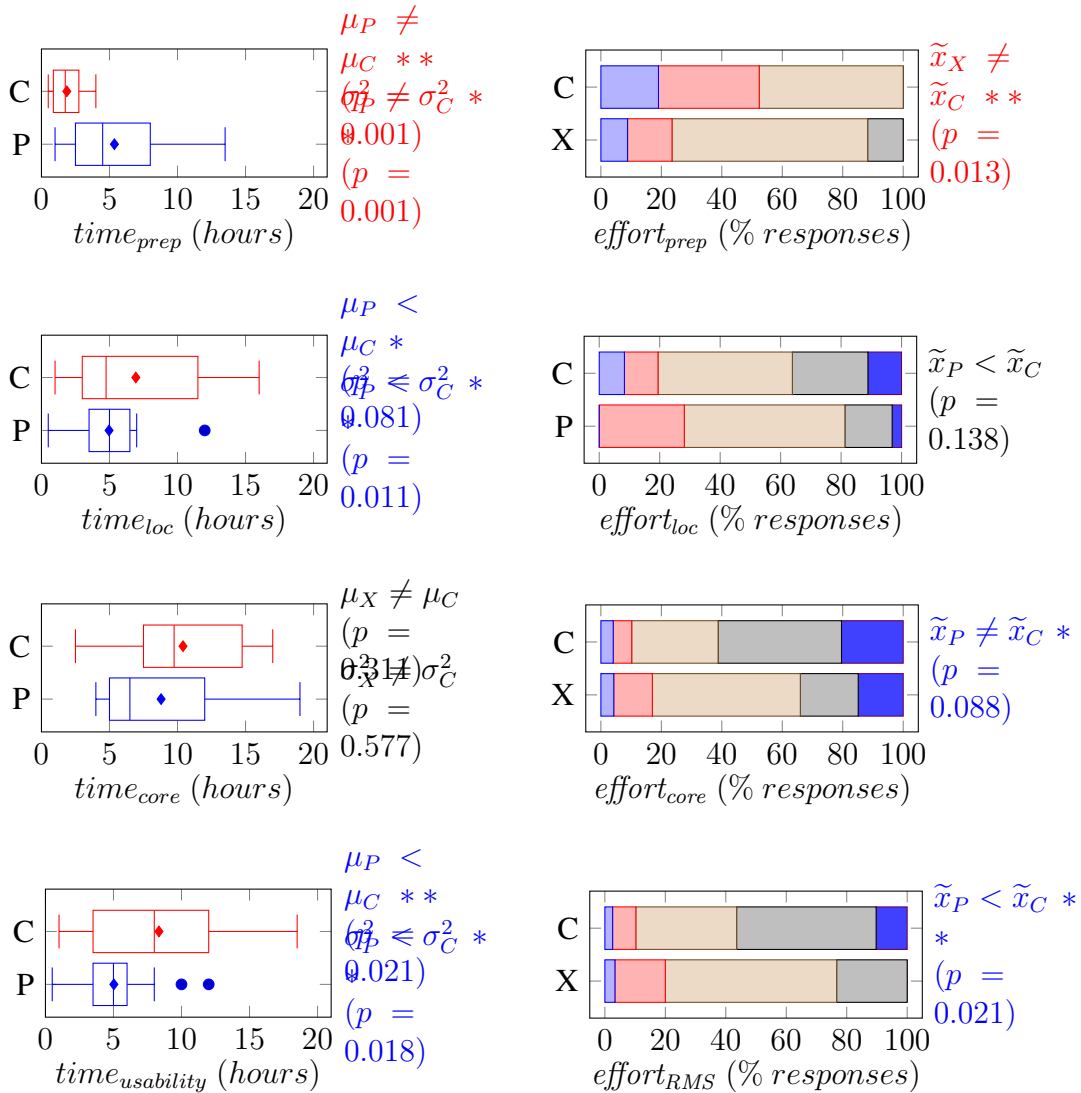 μ_P ≠
μ_C **
(p =
0.001)
σ²_P ≠ σ²_C *
*
(p =
0.001)
C
P
0 5 10 15 20
time_prep (hours)
x̃_X ≠
x̃_C **
(p =
0.013)
C
X
0 20 40 60 80 100
effort_prep (% responses)
μ_P <
μ_C *
(p =
0.081)
σ²_P < σ²_C *
*
(p =
0.011)
C
P
0 5 10 15 20
time_loc (hours)
x̃_P < x̃_C
(p =
0.138)
C
P
0 20 40 60 80 100
effort_loc (% responses)
μ_X ≠ μ_C
(p =
0.311)
σ²_X ≠ σ²_C
(p =
0.577)
C
P
0 5 10 15 20
time_core (hours)
x̃_P ≠ x̃_C *
(p =
0.088)
C
X
0 20 40 60 80 100
effort_core (% responses)
μ_P <
μ_C **
(p =
0.021)
σ²_P < σ²_C *
*
(p =
0.018)
C
P
0 5 10 15 20
time_usability (hours)
x̃_P < x̃_C *
*
(p =
0.021)
C
X
0 20 40 60 80 100
effort_RMS (% responses)